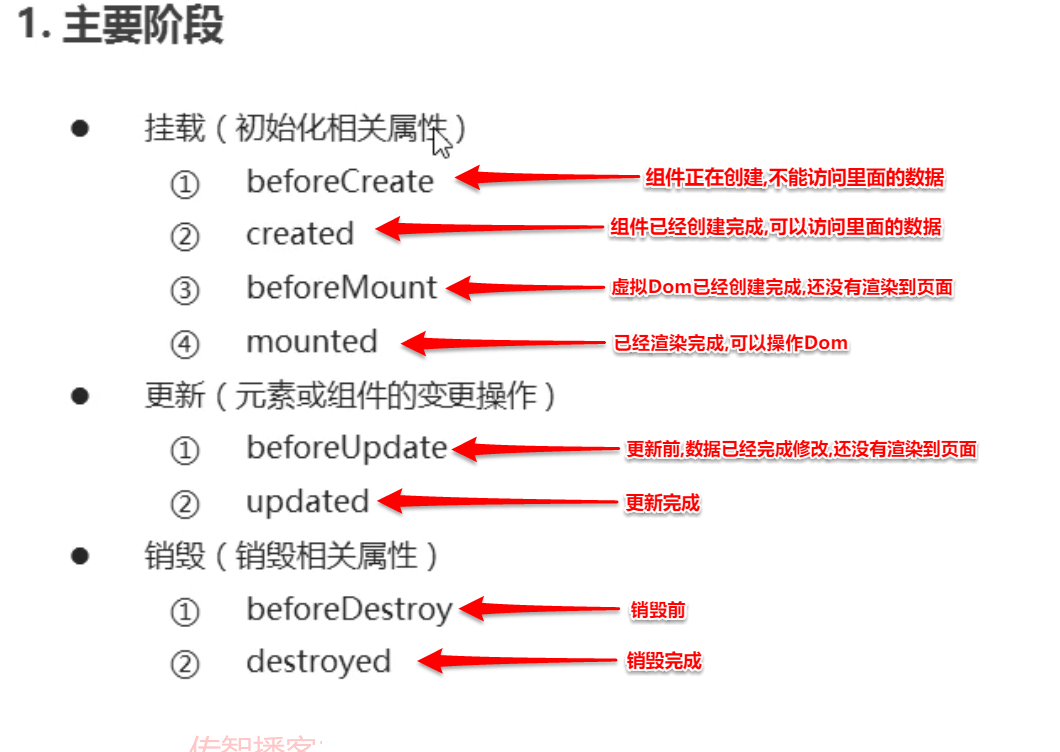 1. 主要阶段
● 挂载（初始化相关属性）
① beforeCreate 组件正在创建,不能访问里面的数据
② created 组件已经创建完成,可以访问里面的数据
③ beforeMount 虚拟Dom已经创建完成,还没有渲染到页面
④ mounted 已经渲染完成,可以操作Dom
● 更新（元素或组件的变更操作）
① beforeUpdate 更新前,数据已经完成修改,还没有渲染到页面
② updated 更新完成
● 销毁（销毁相关属性）
① beforeDestroy 销毁前
② destroyed 销毁完成
传智播客